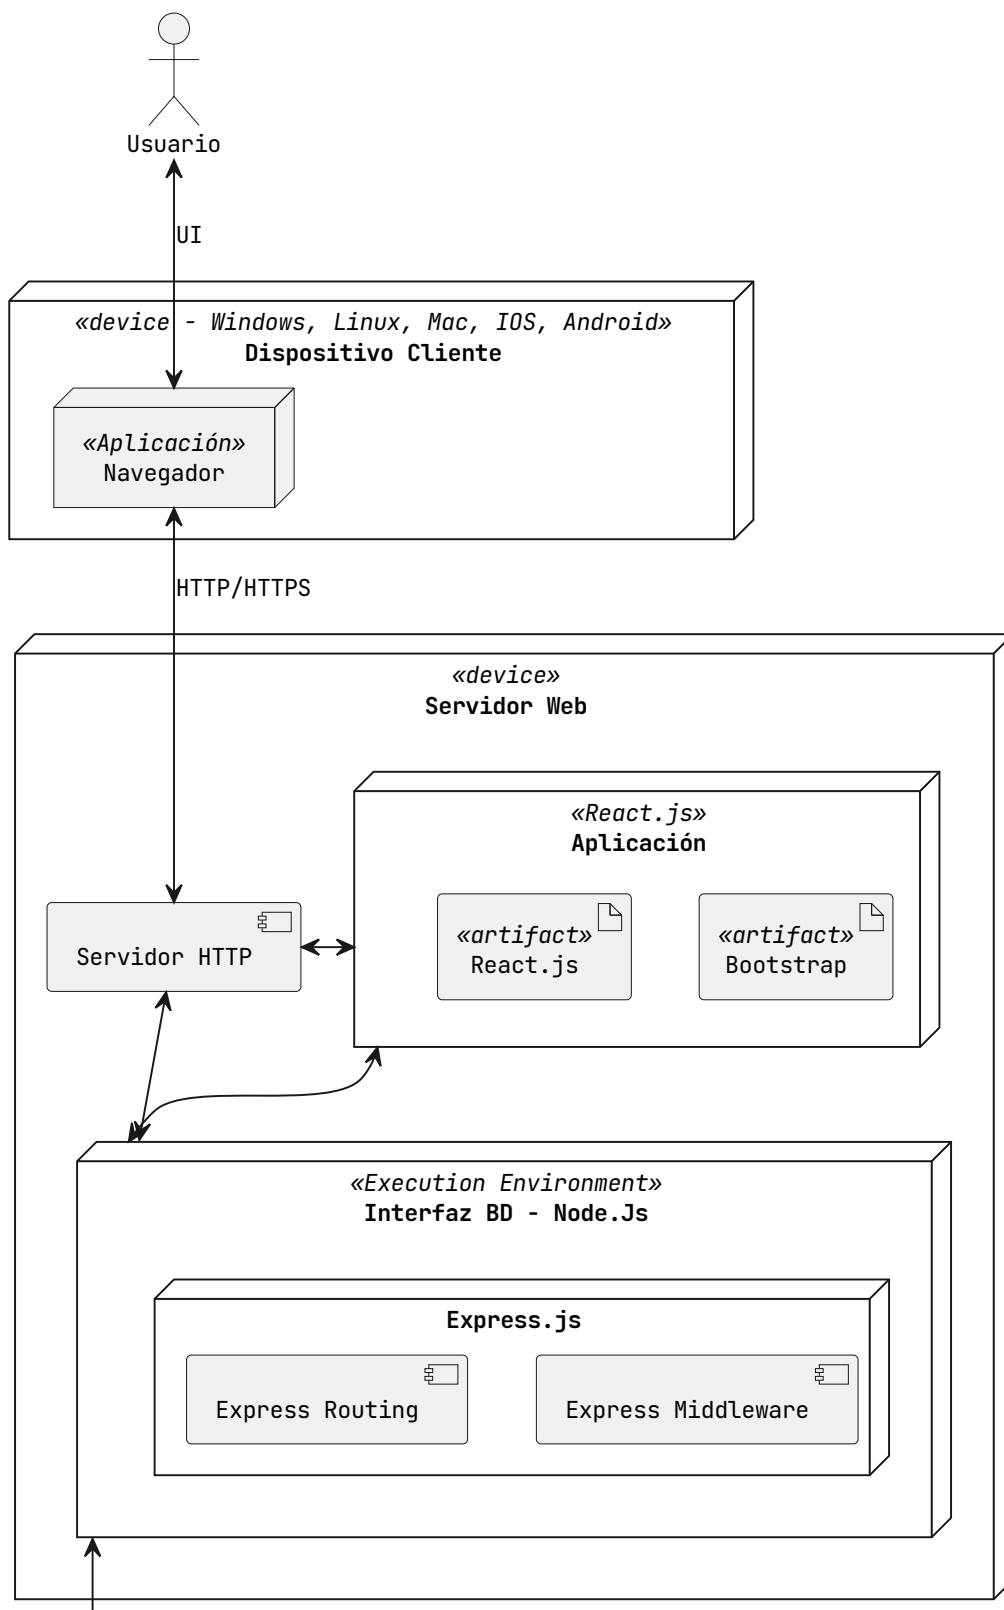 Usuario
UI
«device - Windows, Linux, Mac, IOS, Android»
Dispositivo Cliente
«Aplicación»
Navegador
HTTP/HTTPS
«device»
Servidor Web
«React.js»
Aplicación
«artifact»
React.js
«artifact»
Bootstrap
Servidor HTTP
«Execution Environment»
Interfaz BD - Node.Js
Express.js
Express Routing
Express Middleware